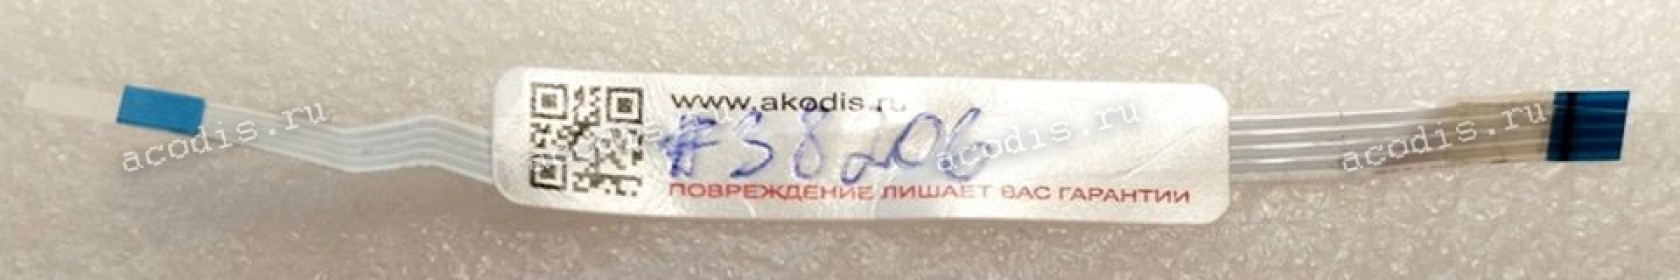 www.akodis.ru
#38206
ПОВРЕЖДЕНИЕ ЛИШАЕТ ВАС ГАРАНТИИ
acodis.ru
acodis.ru
acodis.ru
acodis.ru